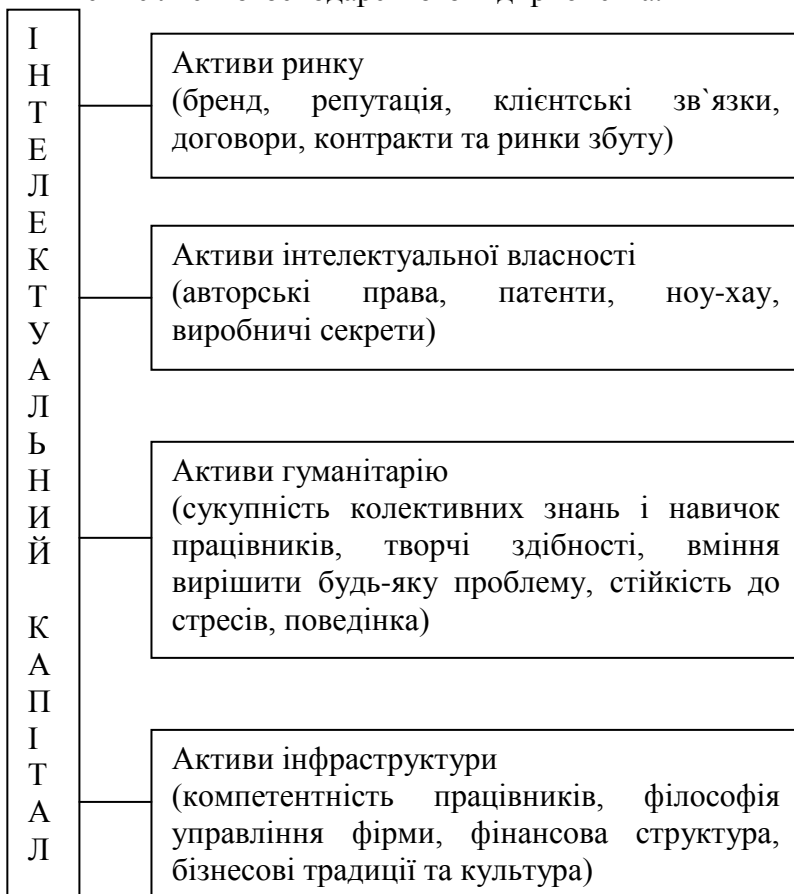 ІНТЕЛЕКТУАЛЬНИЙ КАПІТАЛ
Активи ринку
(бренд, репутація, клієнтські зв`язки,
договори, контракти та ринки збуту)
Активи інтелектуальної власності
(авторські права, патенти, ноу-хау,
виробничі секрети)
Активи гуманітарію
(сукупність колективних знань і навичок
працівників, творчі здібності, вміння
вирішити будь-яку проблему, стійкість до
стресів, поведінка)
Активи інфраструктури
(компетентність працівників, філософія
управління фірми, фінансова структура,
бізнесові традиції та культура)